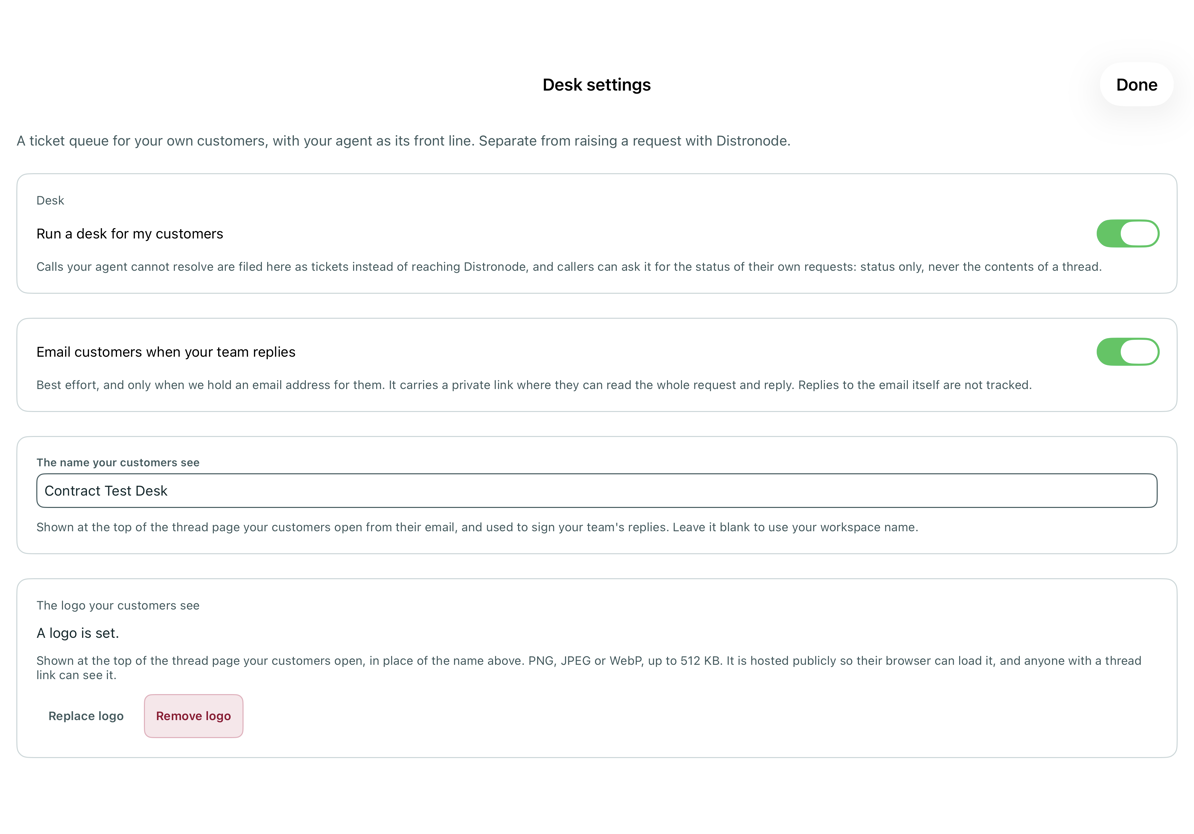 Desk settings
Done
A ticket queue for your own customers, with your agent as its front line. Separate from raising a request with Distronode.
Desk
Run a desk for my customers
Calls your agent cannot resolve are filed here as tickets instead of reaching Distronode, and callers can ask it for the status of their own requests: status only, never the contents of a thread.
Email customers when your team replies
Best effort, and only when we hold an email address for them. It carries a private link where they can read the whole request and reply. Replies to the email itself are not tracked.
The name your customers see
Contract Test Desk
Shown at the top of the thread page your customers open from their email, and used to sign your team's replies. Leave it blank to use your workspace name.
The logo your customers see
A logo is set.
Shown at the top of the thread page your customers open, in place of the name above. PNG, JPEG or WebP, up to 512 KB. It is hosted publicly so their browser can load it, and anyone with a thread
link can see it.
Replace logo
Remove logo